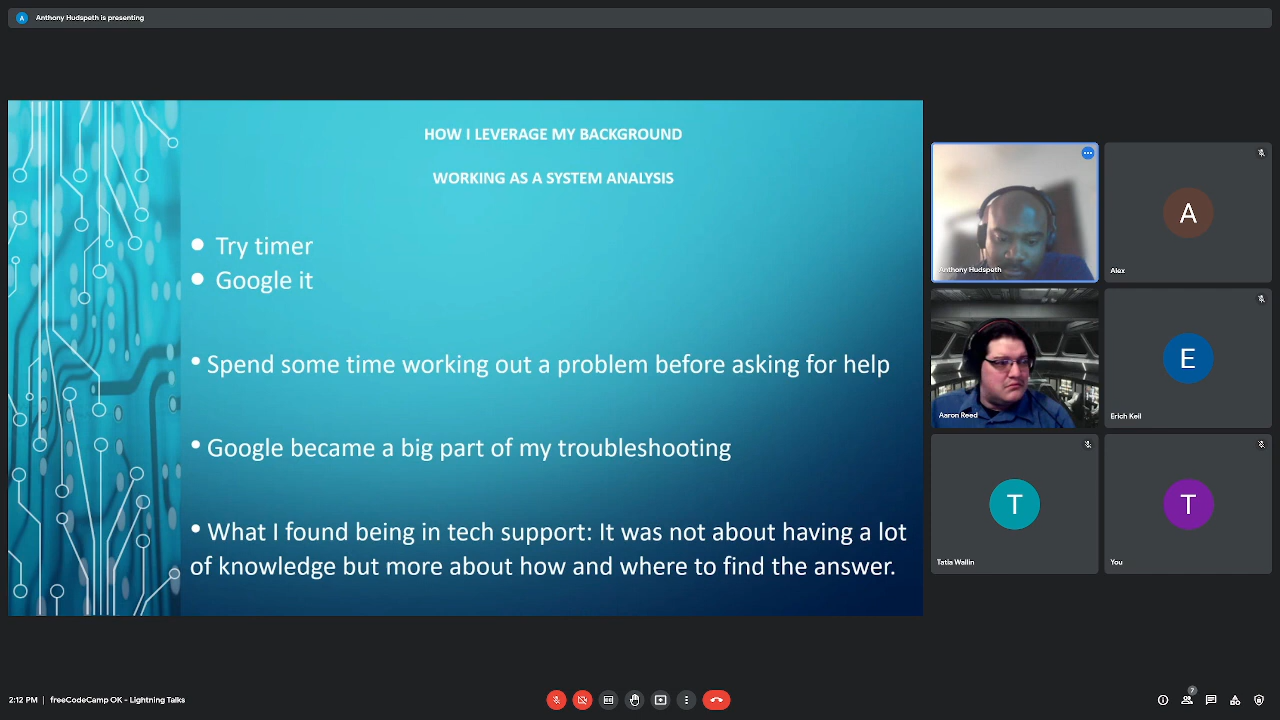 A
Anthony Hudspeth is presenting
HOW I LEVERAGE MY BACKGROUND
WORKING AS A SYSTEM ANALYSIS
● Try timer
● Google it
• Spend some time working out a problem before asking for help
• Google became a big part of my troubleshooting
• What I found being in tech support: It was not about having a lot
of knowledge but more about how and where to find the answer.
Anthony Hudspeth
A
Alex
Aaron Reed
E
Erich Keil
T
Tatia Wallin
T
You
2:12 PM | freeCodeCamp OK - Lightning Talks
7